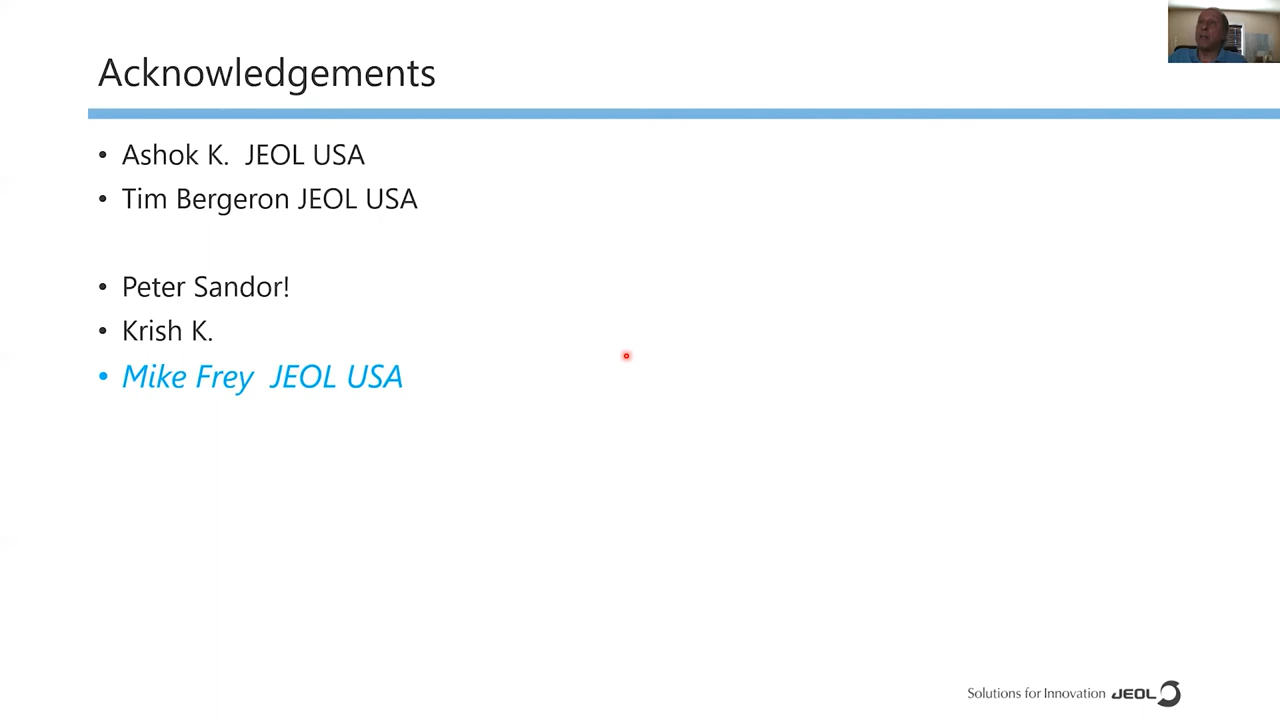 Acknowledgements
• Ashok K. JEOL USA
• Tim Bergeron JEOL USA
• Peter Sandor!
• Krish K.
• Mike Frey JEOL USA
Solutions for Innovation JEOL